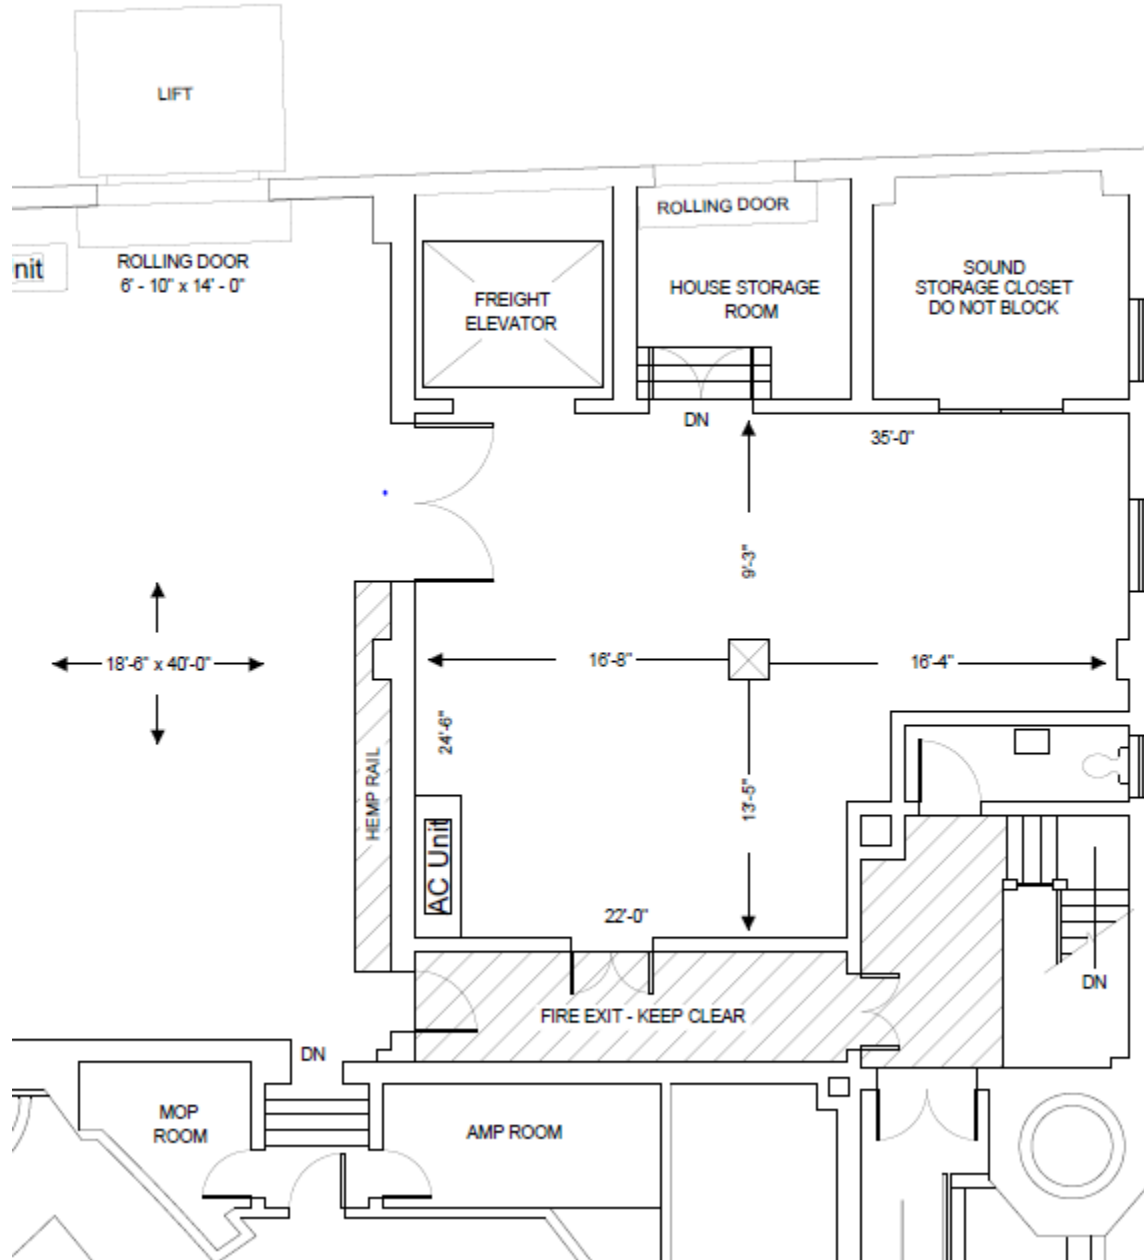 LIFT
ROLLING DOOR
6' - 10" x 14' - 0"
nit
FREIGHT
ELEVATOR
ROLLING DOOR
HOUSE STORAGE
ROOM
SOUND
STORAGE CLOSET
DO NOT BLOCK
DN
35'-0"
9'-3"
18'-6" x 40'-0"
16'-8"
16'-4"
24'-6"
HEMP RAIL
13'-5"
AC Unit
22'-0"
DN
FIRE EXIT - KEEP CLEAR
DN
MOP
ROOM
AMP ROOM